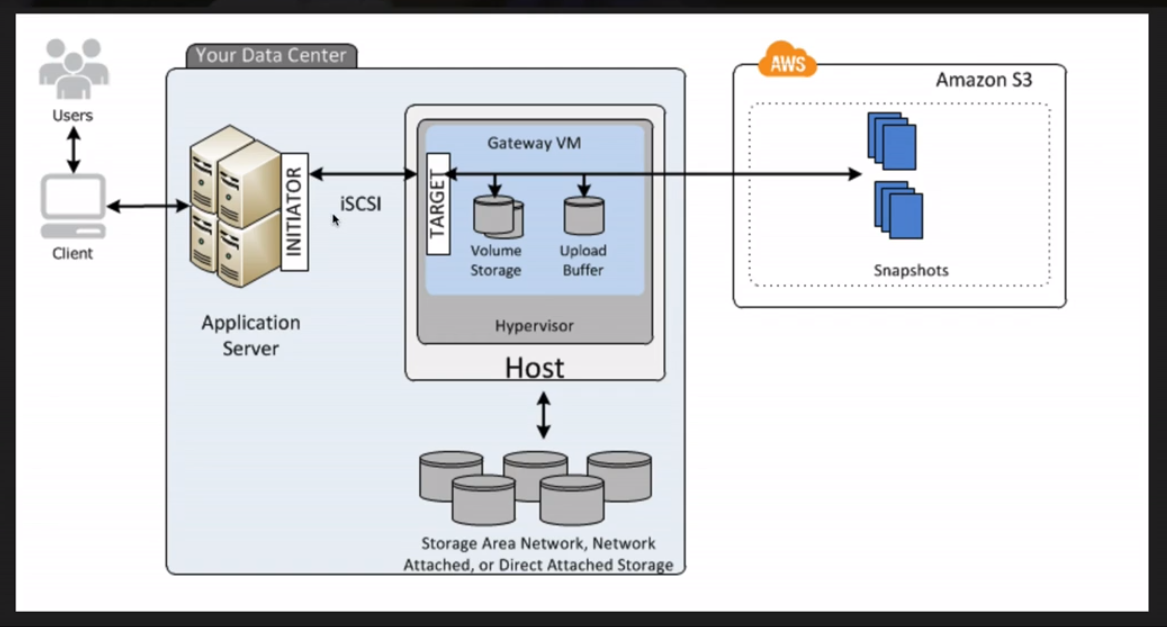 Your Data Center
AWS
Amazon S3
Users
Client
Application
Server
INITIATOR
iSCSI
TARGET
Gateway VM
Volume
Storage
Upload
Buffer
Hypervisor
Host
Snapshots
Storage Area Network, Network
Attached, or Direct Attached Storage